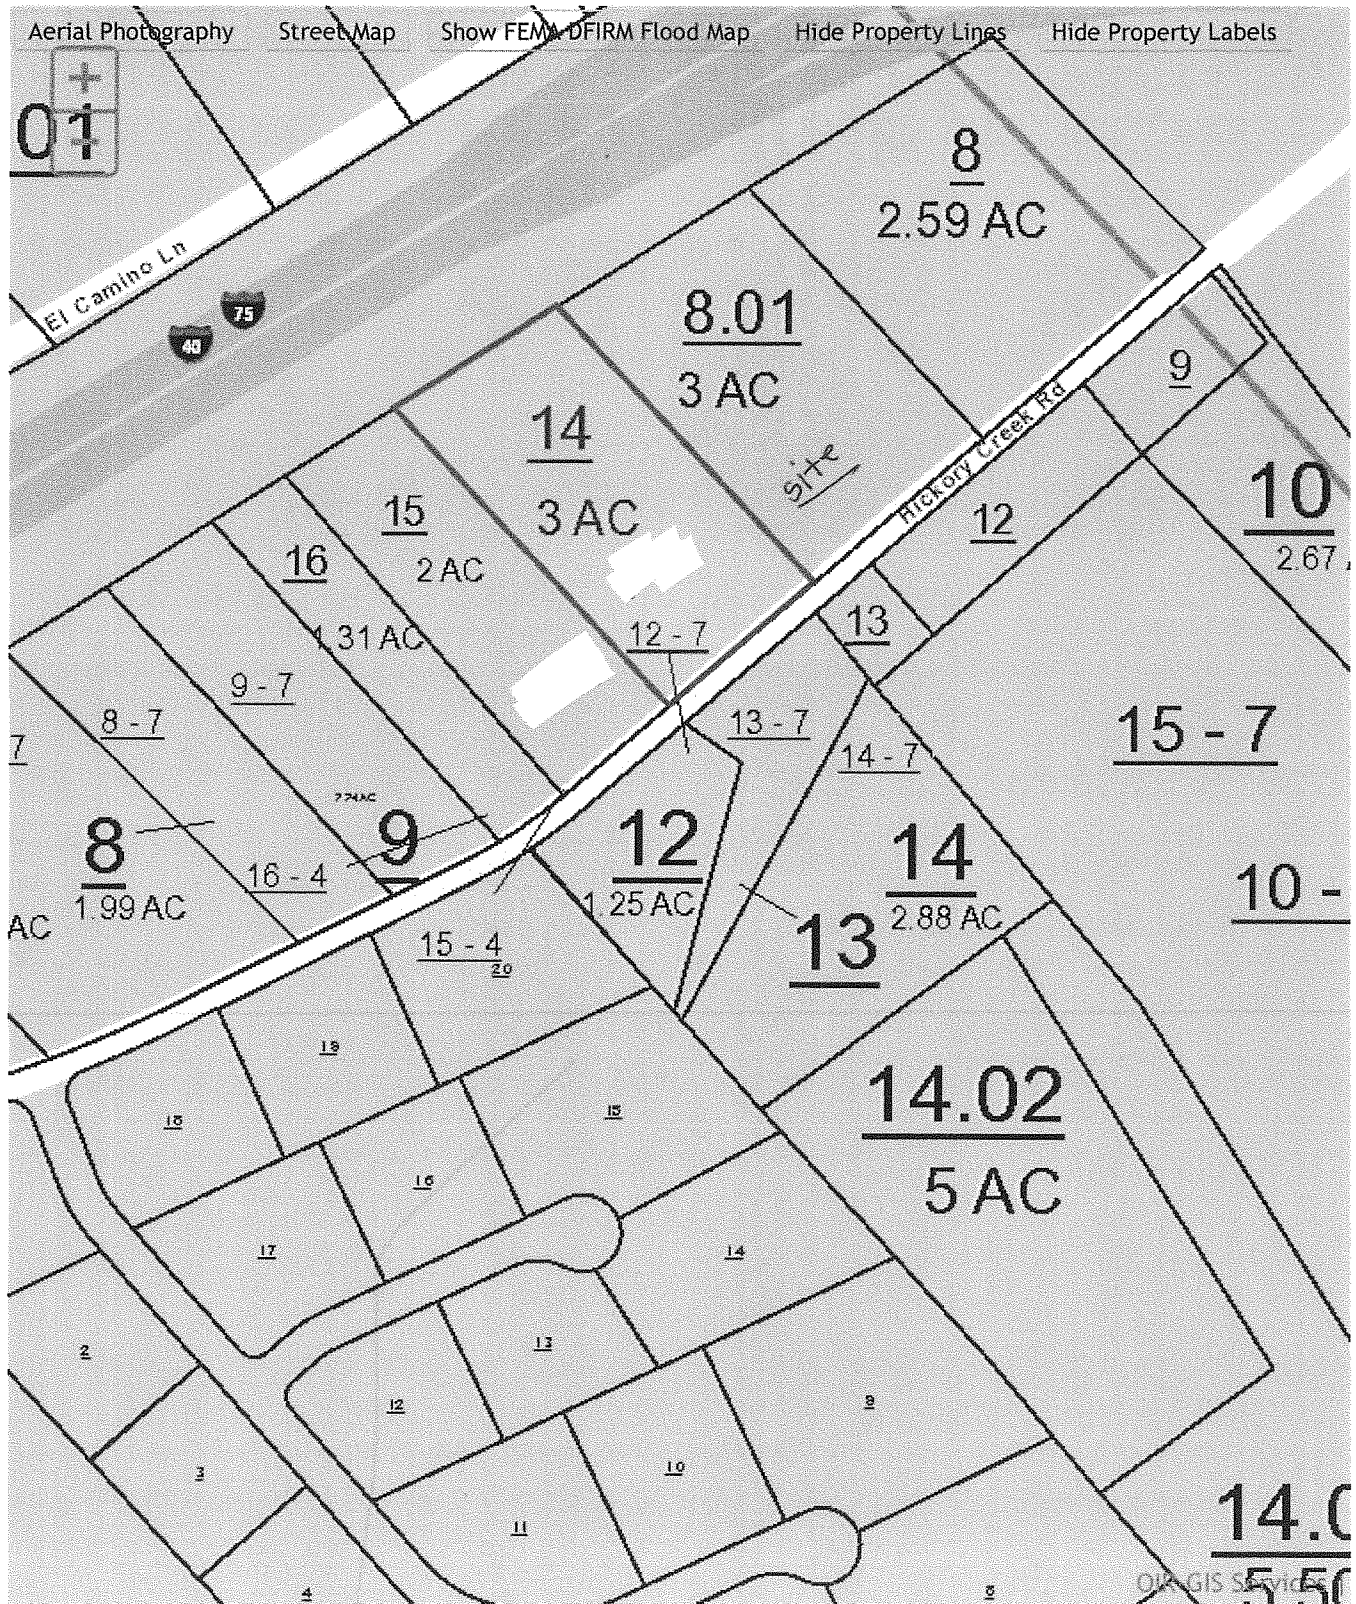 Aerial Photography Street Map Show FEMA DFIRM Flood Map Hide Property Lines Hide Property Labels
+
-
01
8
2.59 AC
El Camino Ln
75
40
8.01
3 AC
site
9
Hickory Creek Rd
14
3 AC
10
2.67
12
15
2 AC
16
1.31 AC
13
12 - 7
9 - 7
8 - 7
7
13 - 7
14 - 7
15 - 7
7.74AC
8
1.99 AC
9
16 - 4
12
1.25 AC
14
2.88 AC
13
10 -
AC
15 - 4
20
19
18
15
14.02
5 AC
16
17
14
2
13
12
9
3
10
11
14.0
5.50
4
8
OIR-GIS Services